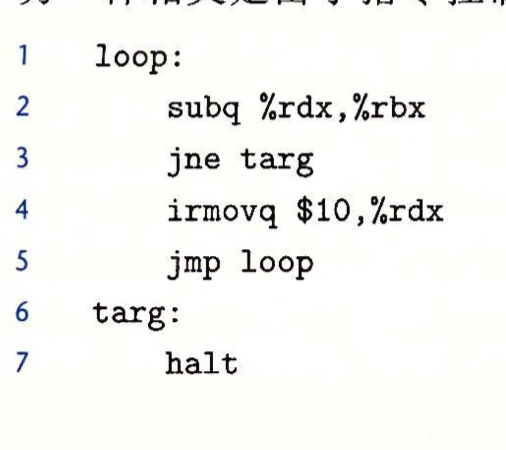 1 loop:
2 subq %rdx,%rbx
3 jne targ
4 irmovq $10,%rdx
5 jmp loop
6 targ:
7 halt